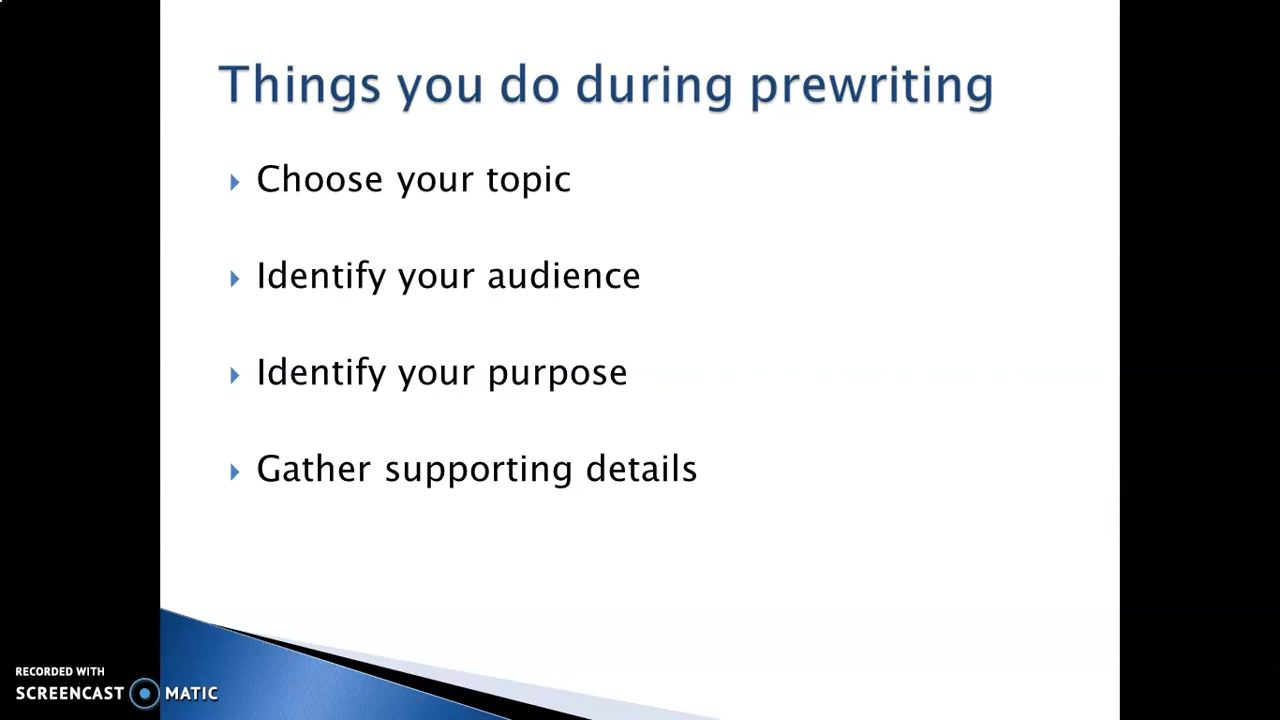 Things you do during prewriting
Choose your topic
Identify your audience
Identify your purpose
Gather supporting details
RECORDED WITH
SCREENCAST MATIC